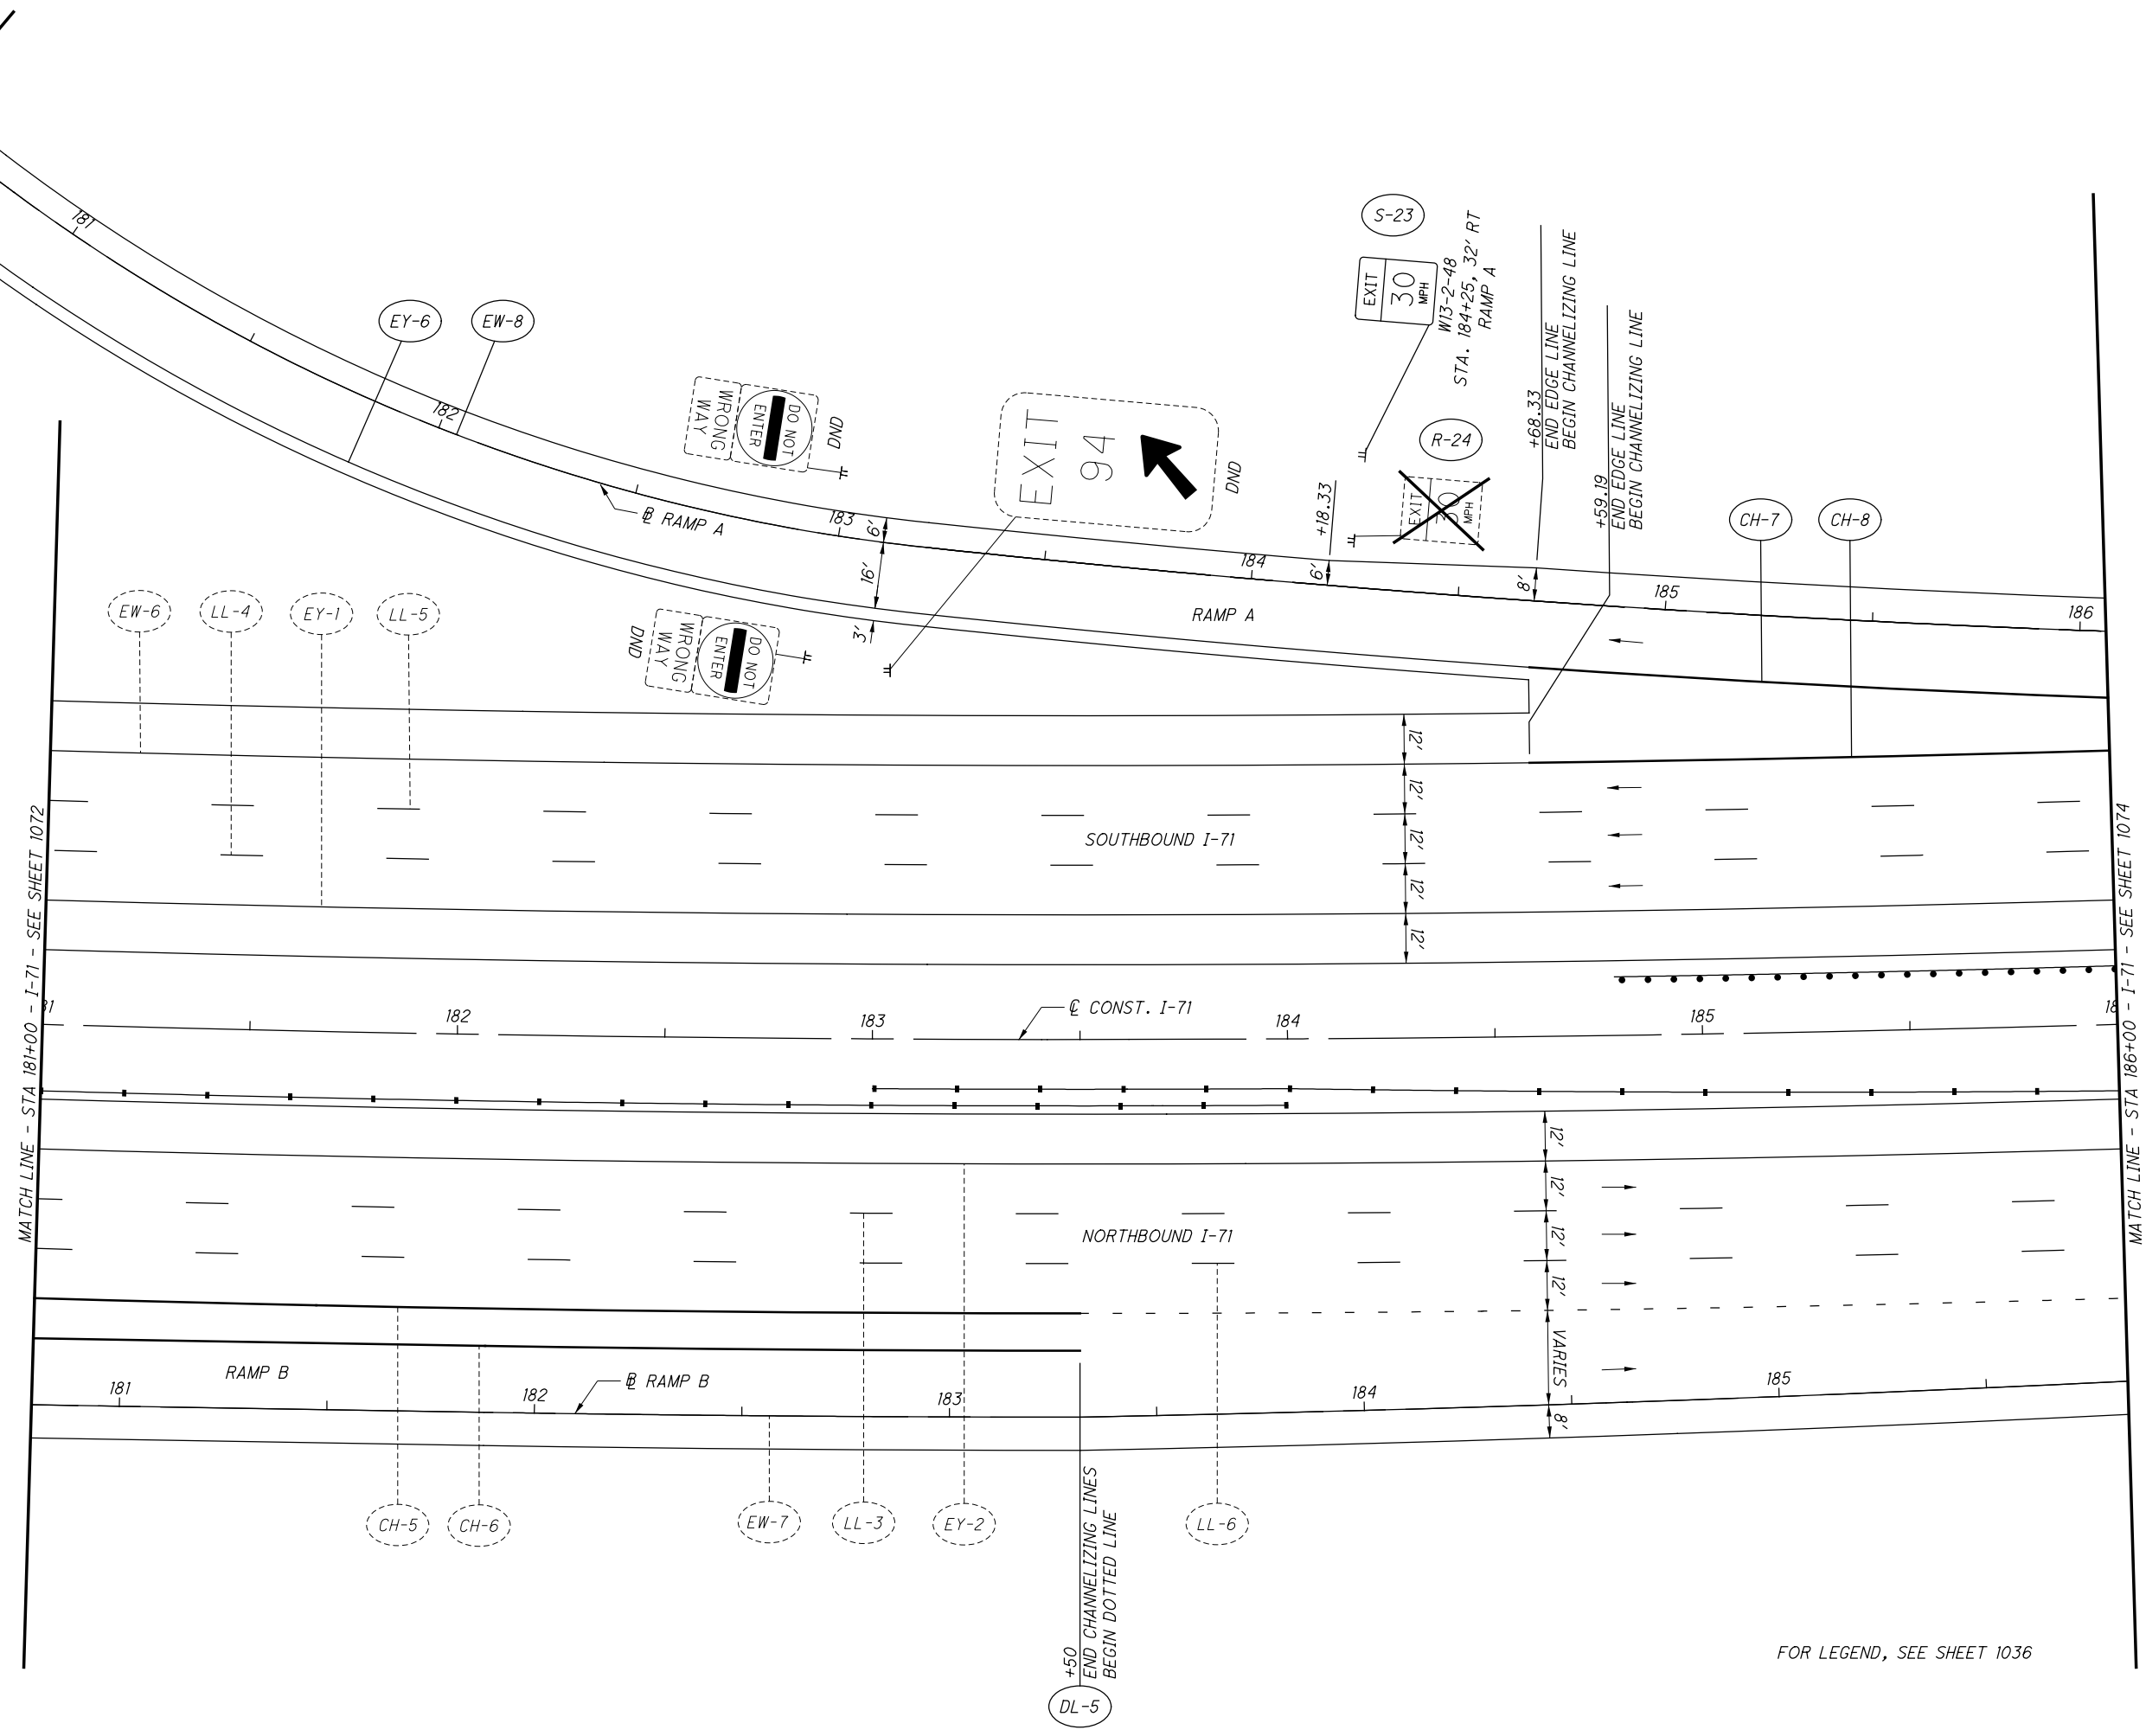 181
182
183
184
185
186
EY-6
EW-8
℄ RAMP A
WRONG
WAY
DO NOT
ENTER
DND
EXIT
94
DND
S-23
EXIT
30
MPH
W13-2-48
STA. 184+25, 32' RT
RAMP A
R-24
EXIT
MPH
+18.33
+68.33
END EDGE LINE
BEGIN CHANNELIZING LINE
+59.19
END EDGE LINE
BEGIN CHANNELIZING LINE
CH-7
CH-8
6'
16'
3'
6'
8'
RAMP A
WRONG
WAY
DO NOT
ENTER
DND
EW-6
LL-4
EY-1
LL-5
12'
12'
12'
12'
12'
SOUTHBOUND I-71
MATCH LINE - STA 181+00 - I-71 - SEE SHEET 1072
MATCH LINE - STA 186+00 - I-71 - SEE SHEET 1074
182
183
184
185
℄ CONST. I-71
12'
12'
12'
12'
VARIES
8'
NORTHBOUND I-71
RAMP B
℄ RAMP B
181
182
183
184
185
CH-5
CH-6
EW-7
LL-3
EY-2
LL-6
+50
END CHANNELIZING LINES
BEGIN DOTTED LINE
DL-5
FOR LEGEND, SEE SHEET 1036